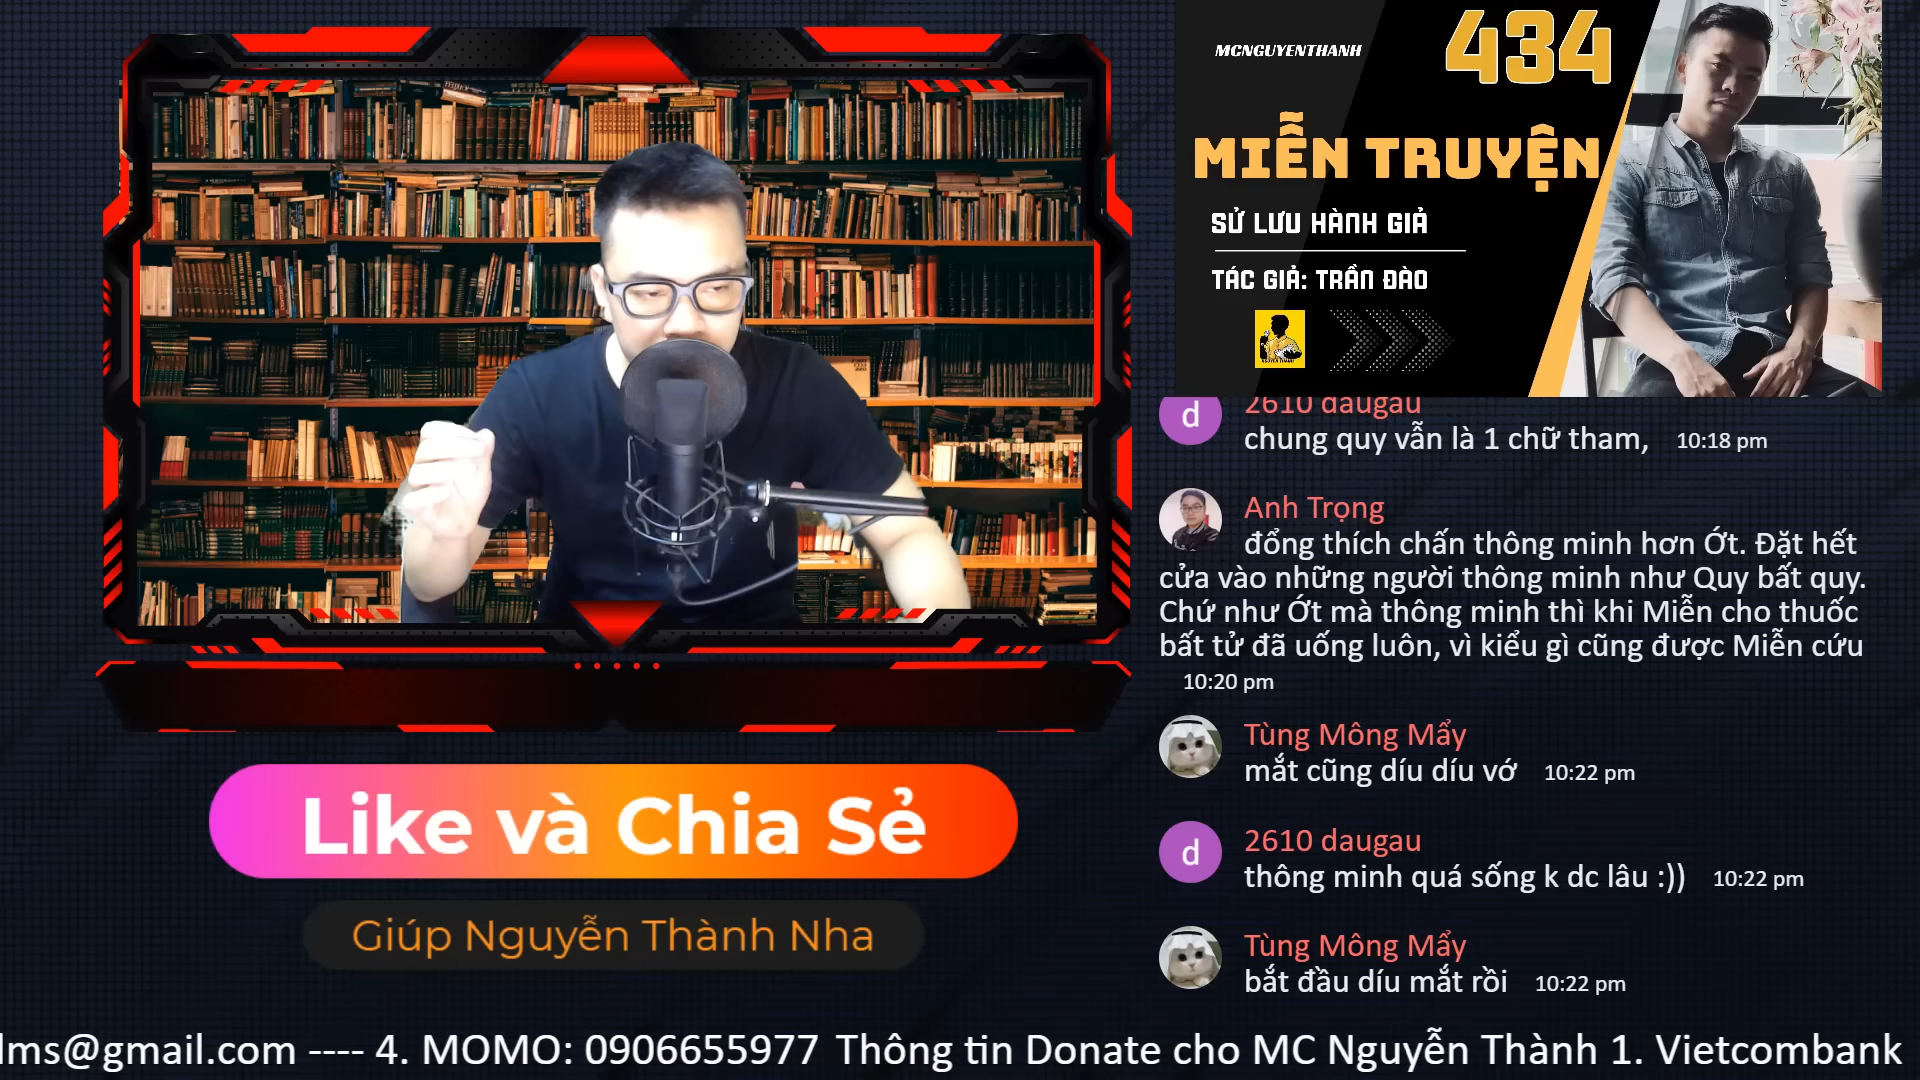 MCNGUYENTHANH
434
MIỄN TRUYỆN
SỬ LƯU HÀNH GIẢ
TÁC GIẢ: TRẦN ĐÀO
d
2610 daugau
chung quy vẫn là 1 chữ tham, 10:18 pm
Anh Trọng
đổng thích chấn thông minh hơn Ớt. Đặt hết
cửa vào những người thông minh như Quy bất quy.
Chứ như Ớt mà thông minh thì khi Miễn cho thuốc
bất tử đã uống luôn, vì kiểu gì cũng được Miễn cứu
10:20 pm
Tùng Mông Mẩy
mắt cũng díu díu vớ 10:22 pm
d
2610 daugau
thông minh quá sống k dc lâu :)) 10:22 pm
Tùng Mông Mẩy
bắt đầu díu mắt rồi 10:22 pm
Like và Chia Sẻ
Giúp Nguyễn Thành Nha
lms@gmail.com ---- 4. MOMO: 0906655977 Thông tin Donate cho MC Nguyễn Thành 1. Vietcombank